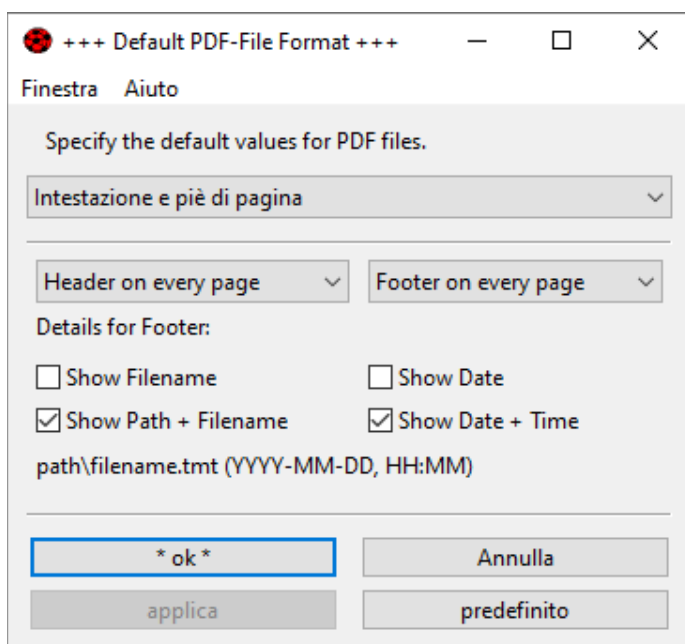 +++ Default PDF-File Format +++
Finestra Aiuto
Specify the default values for PDF files.
Intestazione e piè di pagina
Header on every page Footer on every page
Details for Footer:
Show Filename Show Date
Show Path + Filename Show Date + Time
path\filename.tmt (YYYY-MM-DD, HH:MM)
* ok * Annulla
applica predefinito